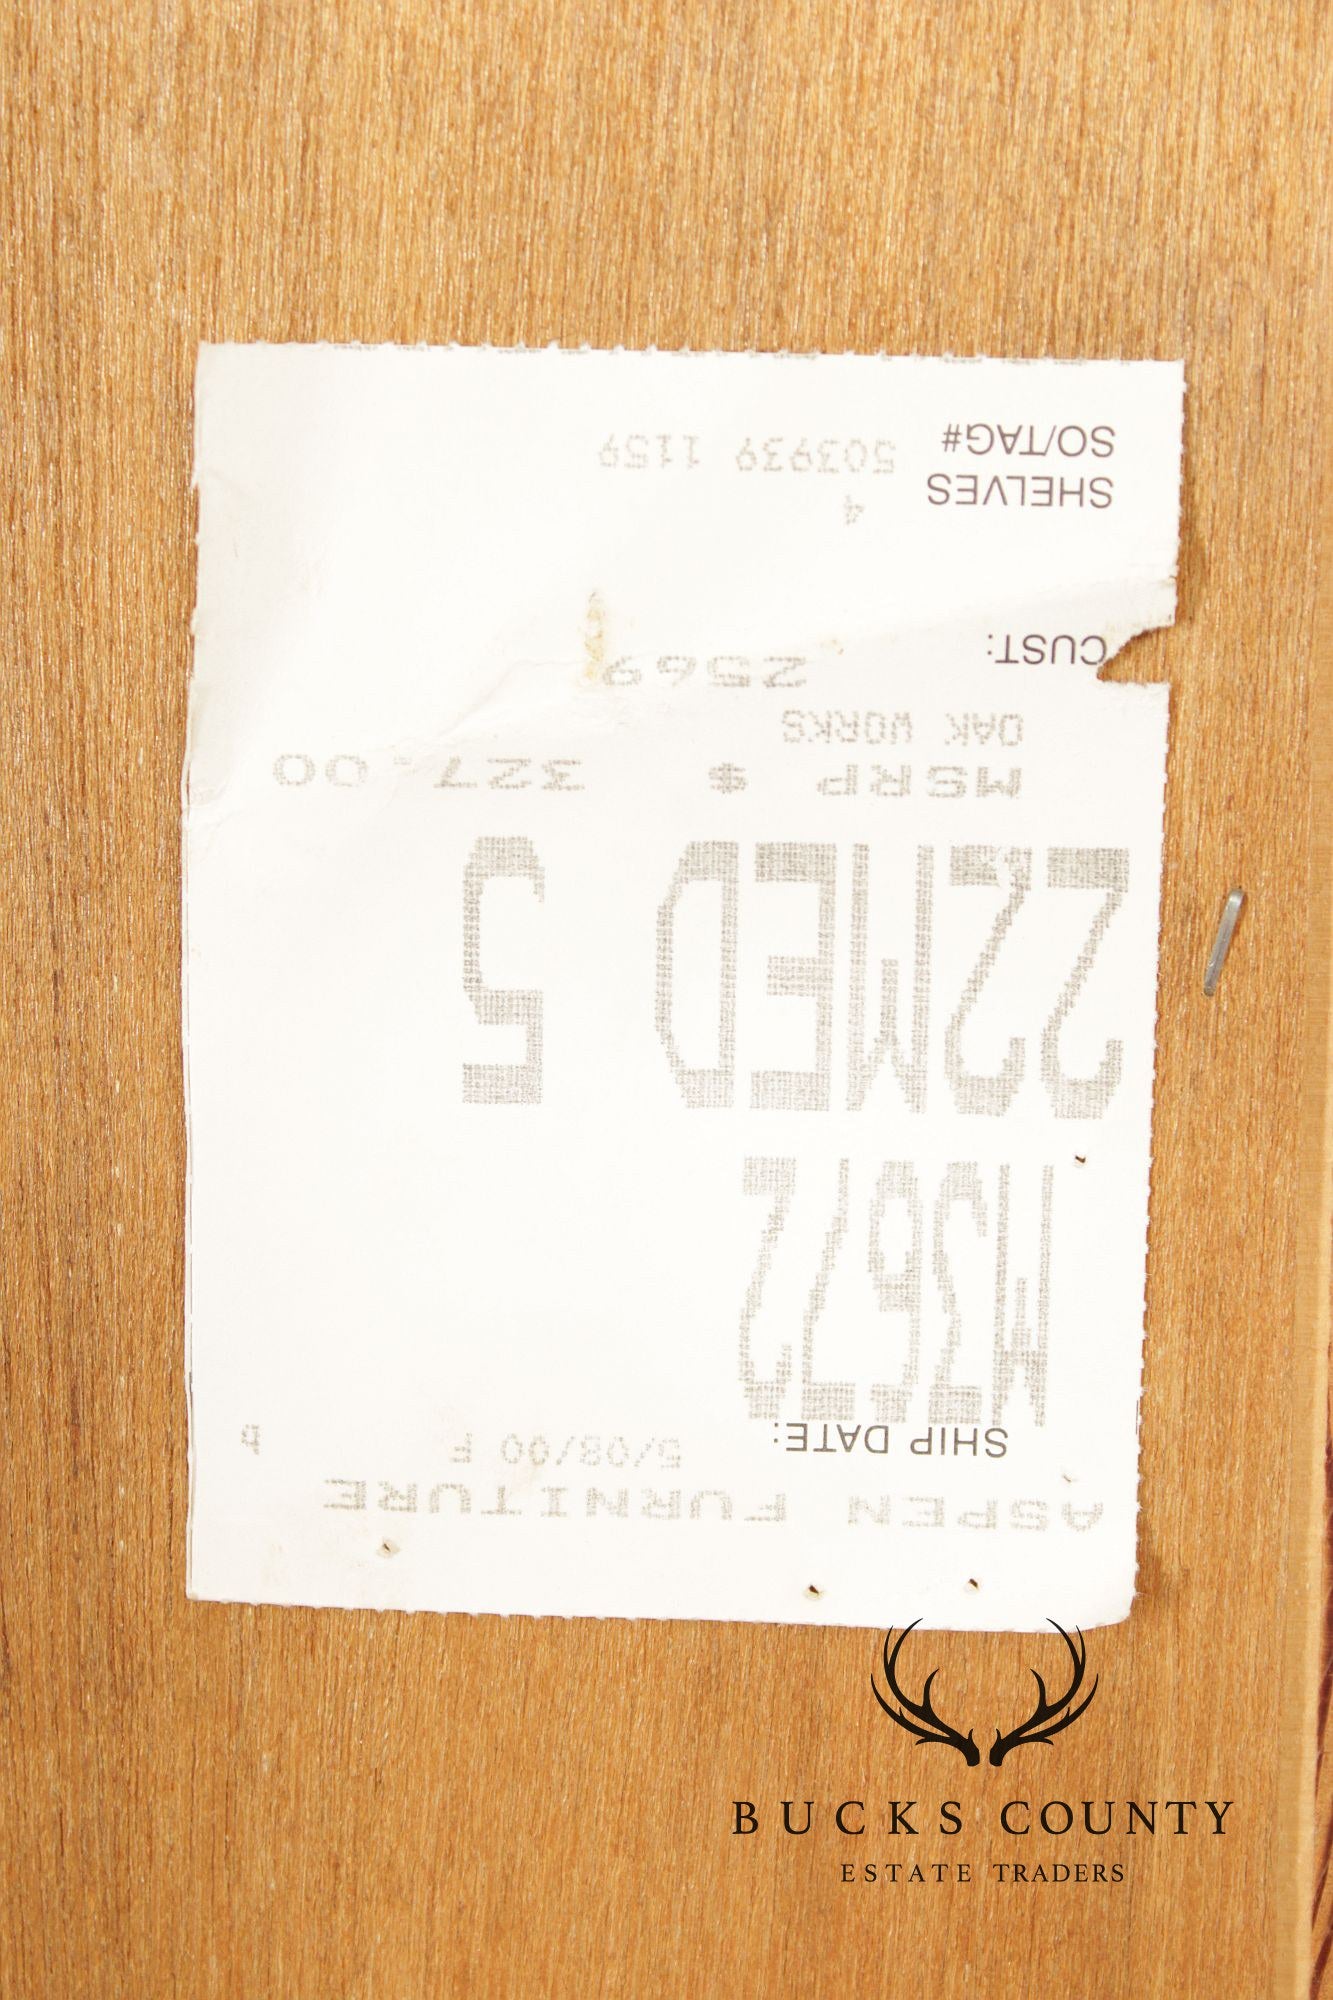 ASPEN FURNITURE
SHIP DATE: 5/08/00 F
M3672
22MED 5
MSRP $ 327.00
OAK WORKS
CUST: 2569
SHELVES 4
SO/TAG# 503939 1159
BUCKS COUNTY
ESTATE TRADERS